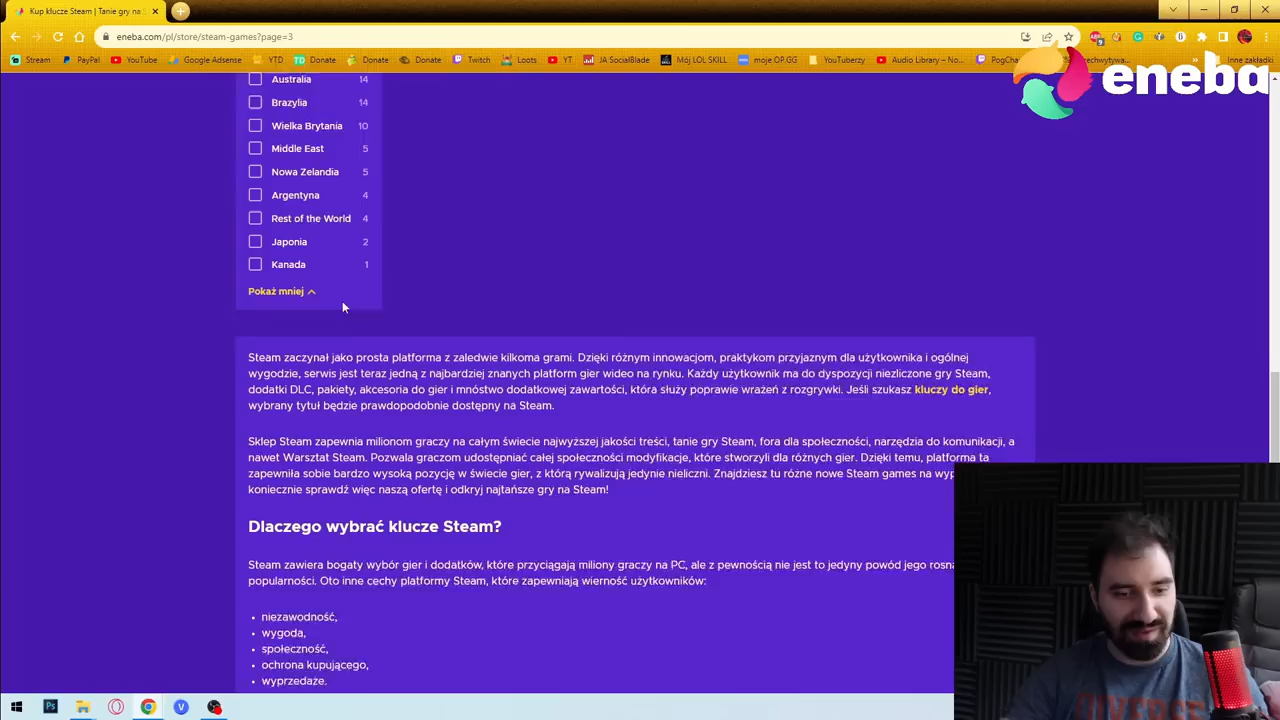 Kup klucze Steam | Tanie gry na
eneba.com/pl/store/steam-games?page=3
9
Stream
PayPal
YouTube
Google Adsense
YTD
TD Donate
Donate
Donate
Twitch
Loots
YT
JA SocialBlade
Mój LOL SKILL
moje OP.GG
YouTuberzy
Audio Library – No...
PogCha
Inne zakładki
eneba
Australia 14
Brazylia 14
Wielka Brytania 10
Middle East 5
Nowa Zelandia 5
Argentyna 4
Rest of the World 4
Japonia 2
Kanada 1
Pokaż mniej
Steam zaczynał jako prosta platforma z zaledwie kilkoma grami. Dzięki różnym innowacjom, praktykom przyjaznym dla użytkownika i ogólnej
wygodzie, serwis jest teraz jedną z najbardziej znanych platform gier wideo na rynku. Każdy użytkownik ma do dyspozycji niezliczone gry Steam,
dodatki DLC, pakiety, akcesoria do gier i mnóstwo dodatkowej zawartości, która służy poprawie wrażeń z rozgrywki. Jeśli szukasz kluczy do gier,
wybrany tytuł będzie prawdopodobnie dostępny na Steam.
Sklep Steam zapewnia milionom graczy na całym świecie najwyższej jakości treści, tanie gry Steam, fora dla społeczności, narzędzia do komunikacji, a
nawet Warsztat Steam. Pozwala graczom udostępniać całej społeczności modyfikacje, które stworzyli dla różnych gier. Dzięki temu, platforma ta
zapewniła sobie bardzo wysoką pozycję w świecie gier, z którą rywalizują jedynie nieliczni. Znajdziesz tu różne nowe Steam games na wyp
koniecznie sprawdź więc naszą ofertę i odkryj najtańsze gry na Steam!
Dlaczego wybrać klucze Steam?
Steam zawiera bogaty wybór gier i dodatków, które przyciągają miliony graczy na PC, ale z pewnością nie jest to jedyny powód jego rosną
popularności. Oto inne cechy platformy Steam, które zapewniają wierność użytkowników:
• niezawodność,
• wygoda,
• społeczność,
• ochrona kupującego,
• wyprzedaże.